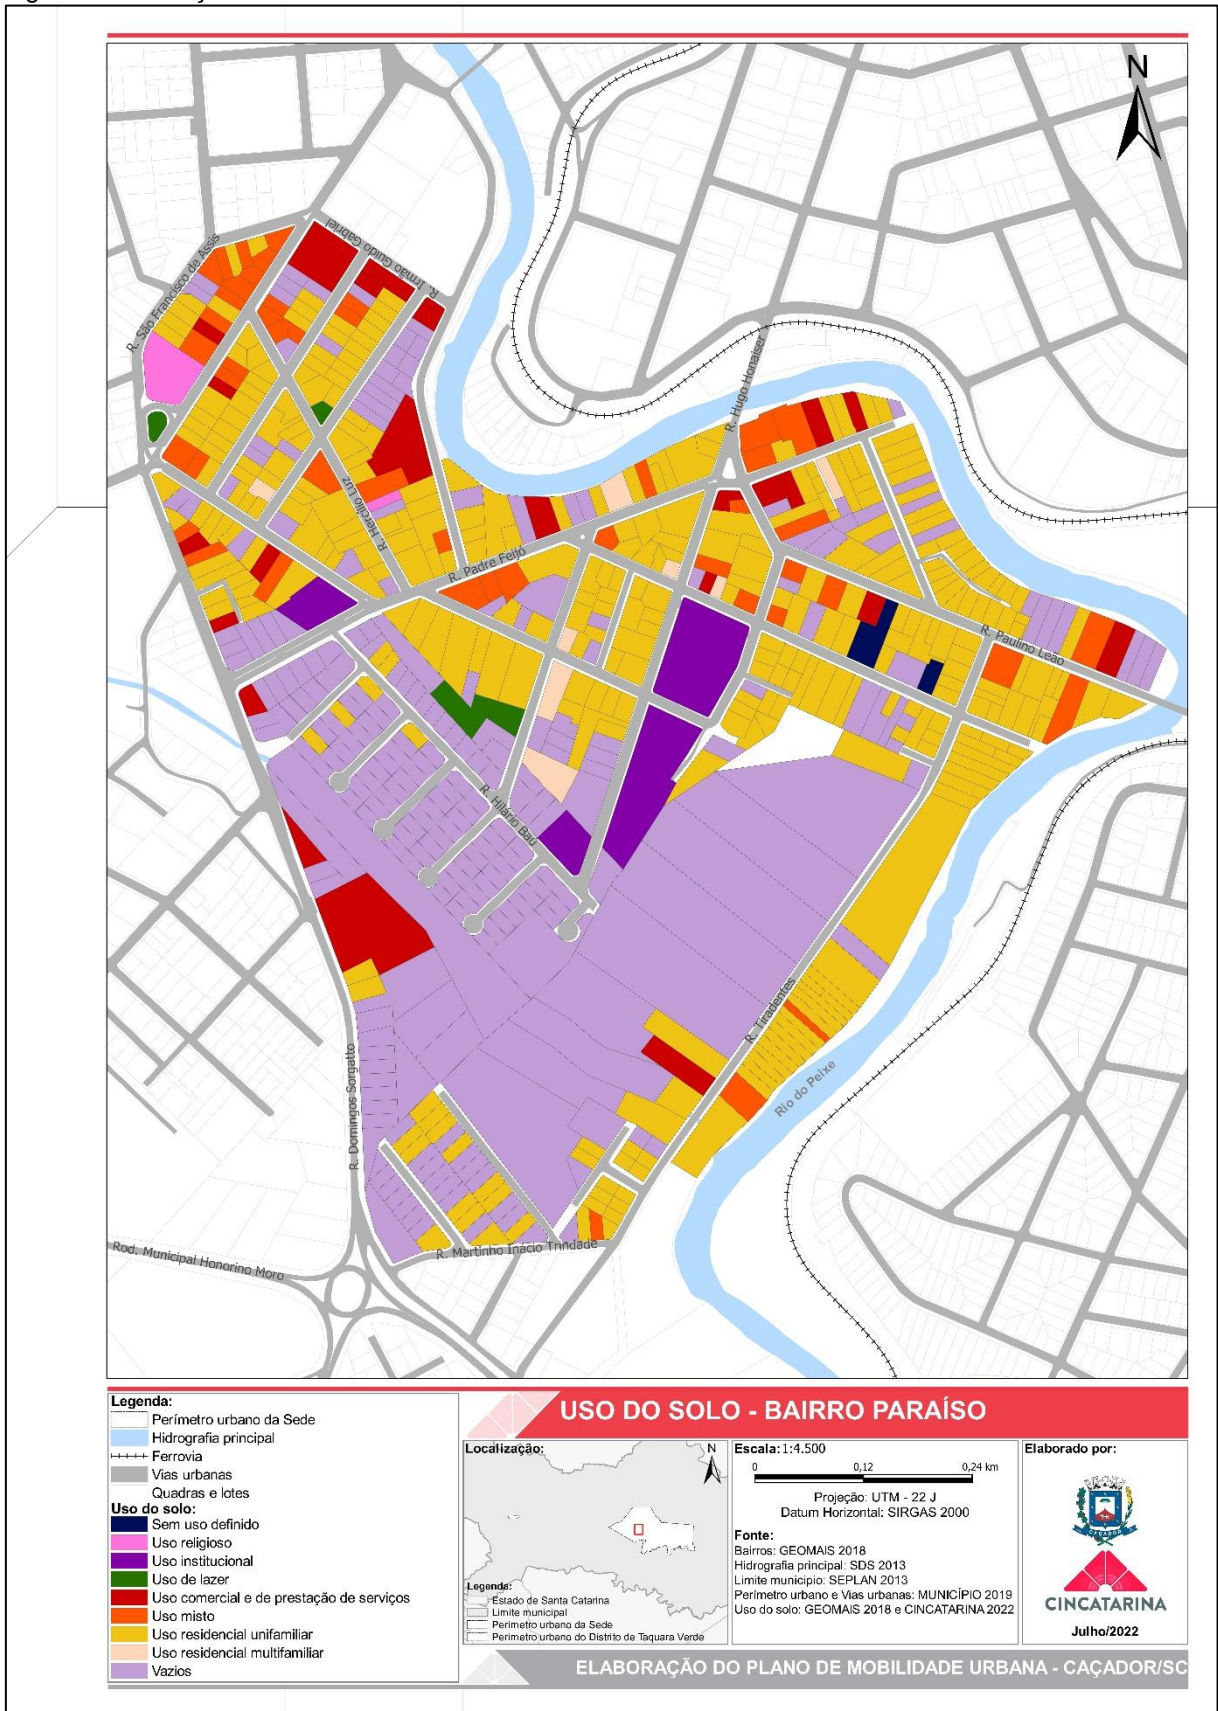 N
R. São Francisco de Assis
R. Irmão Guido Gabriel
R. Hugo Honaiser
R. Hercílio Luz
R. Padre Feijó
R. Paulino Leão
R. Hilário Baú
R. Tiradentes
Rio do Peixe
R. Domingos Sorgatto
R. Martinho Inácio Trindade
Rod. Municipal Honorino Moro
Legenda:
Perímetro urbano da Sede
Hidrografia principal
Ferrovia
Vias urbanas
Quadras e lotes
Uso do solo:
Sem uso definido
Uso religioso
Uso institucional
Uso de lazer
Uso comercial e de prestação de serviços
Uso misto
Uso residencial unifamiliar
Uso residencial multifamiliar
Vazios
USO DO SOLO - BAIRRO PARAÍSO
Localização:
N
Legenda:
Estado de Santa Catarina
Limite municipal
Perimetro urbano da Sede
Perimetro urbano do Distrito de Taquara Verde
Escala: 1:4.500
0 0,12 0,24 km
Projeção: UTM - 22 J
Datum Horizontal: SIRGAS 2000
Fonte:
Bairros: GEOMAIS 2018
Hidrografia principal: SDS 2013
Limite municipio: SEPLAN 2013
Perímetro urbano e Vias urbanas: MUNICÍPIO 2019
Uso do solo: GEOMAIS 2018 e CINCATARINA 2022
Elaborado por:
CAÇADOR
CINCATARINA
Julho/2022
ELABORAÇÃO DO PLANO DE MOBILIDADE URBANA - CAÇADOR/SC